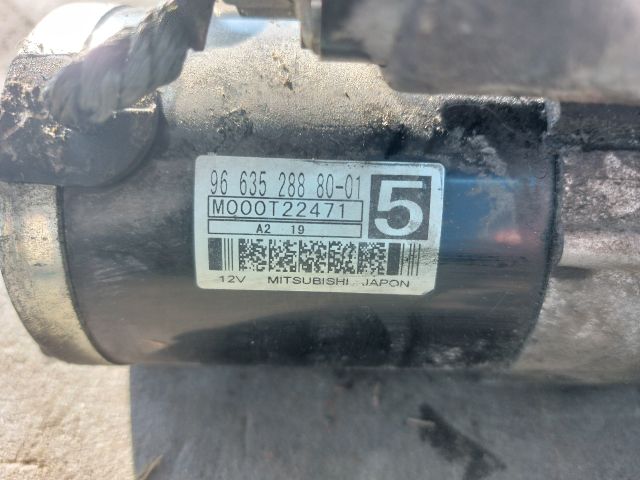 96 635 288 80-01
M000T22471
5
A2 19
12V MITSUBISHI JAPON